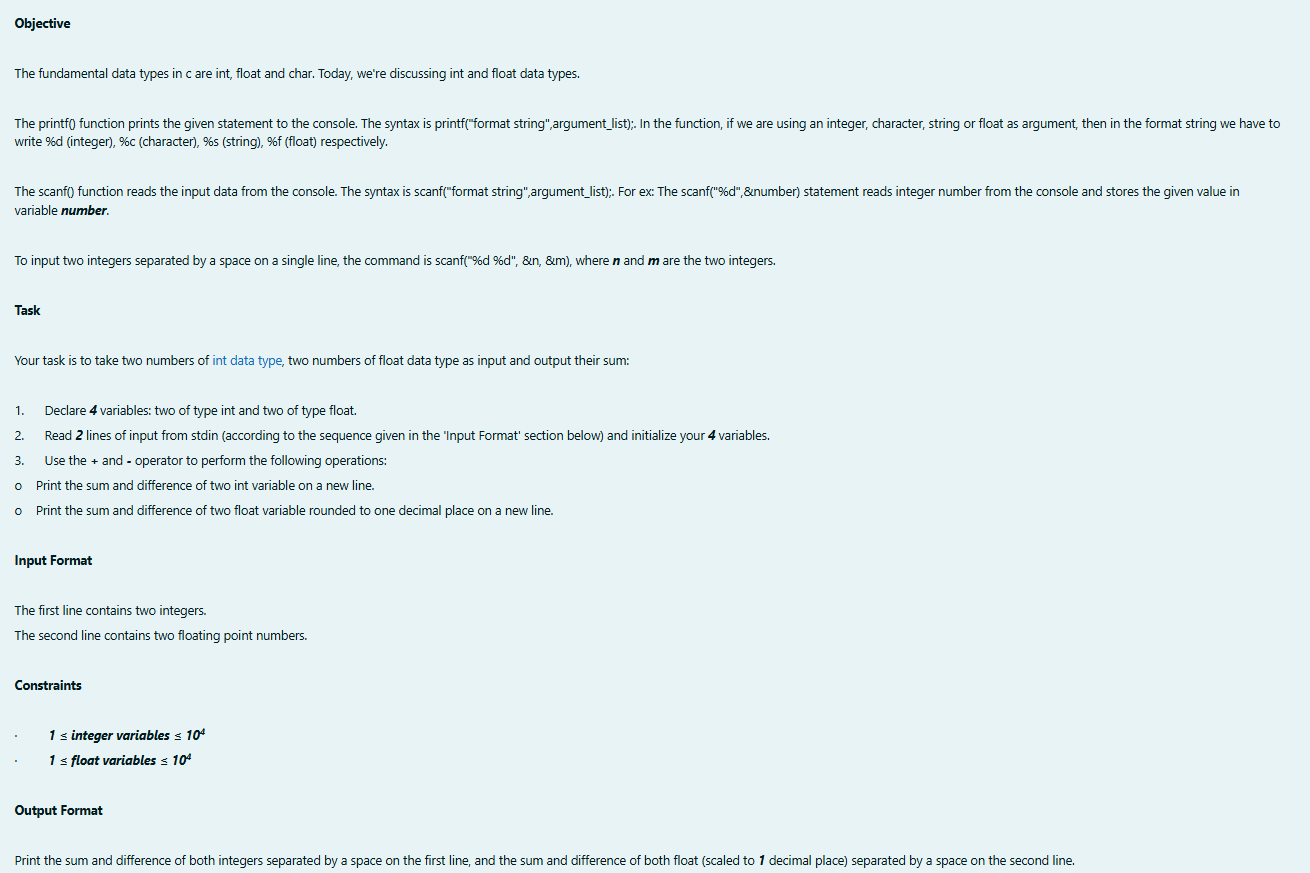 Objective
The fundamental data types in c are int, float and char. Today, we're discussing int and float data types.
The printf() function prints the given statement to the console. The syntax is printf("format string",argument_list);. In the function, if we are using an integer, character, string or float as argument, then in the format string we have to
write %d (integer), %c (character), %s (string), %f (float) respectively.
The scanf() function reads the input data from the console. The syntax is scanf("format string",argument_list);. For ex: The scanf("%d",&number) statement reads integer number from the console and stores the given value in
variable number.
To input two integers separated by a space on a single line, the command is scanf("%d %d", &n, &m), where n and m are the two integers.
Task
Your task is to take two numbers of int data type, two numbers of float data type as input and output their sum:
1. Declare 4 variables: two of type int and two of type float.
2. Read 2 lines of input from stdin (according to the sequence given in the 'Input Format' section below) and initialize your 4 variables.
3. Use the + and - operator to perform the following operations:
o Print the sum and difference of two int variable on a new line.
o Print the sum and difference of two float variable rounded to one decimal place on a new line.
Input Format
The first line contains two integers.
The second line contains two floating point numbers.
Constraints
· 1 ≤ integer variables ≤ 10⁴
· 1 ≤ float variables ≤ 10⁴
Output Format
Print the sum and difference of both integers separated by a space on the first line, and the sum and difference of both float (scaled to 1 decimal place) separated by a space on the second line.